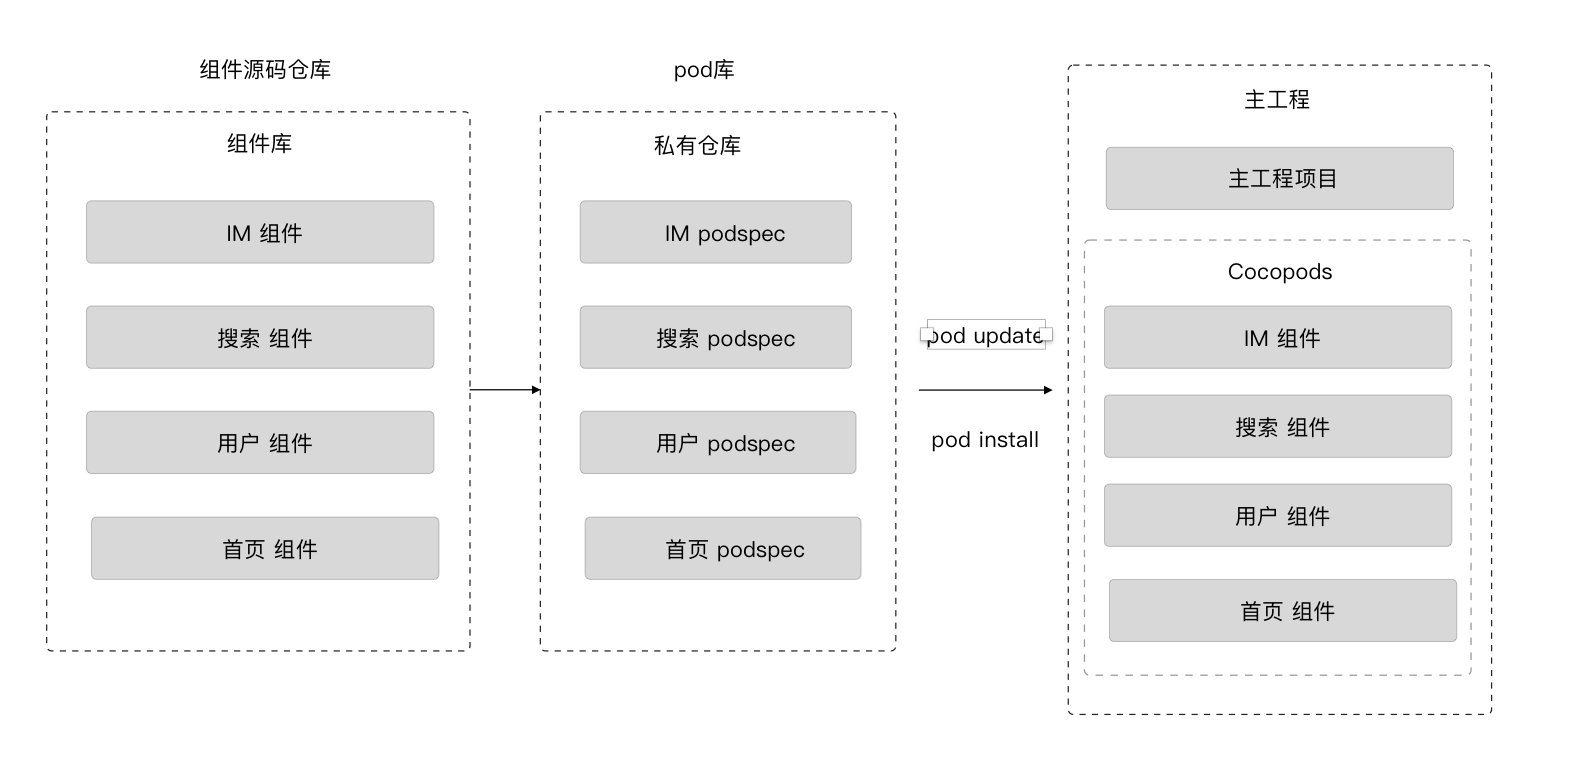 组件源码仓库
组件库
IM 组件
搜索 组件
用户 组件
首页 组件
pod库
私有仓库
IM podspec
搜索 podspec
用户 podspec
首页 podspec
pod update
pod install
主工程
主工程项目
Cocopods
IM 组件
搜索 组件
用户 组件
首页 组件